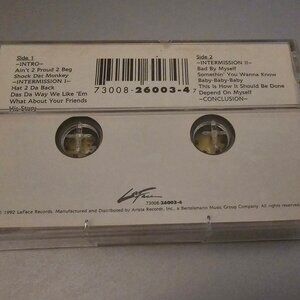 Side 1
-INTRO-
Ain't 2 Proud 2 Beg
Shock Dat Monkey
-INTERMISSION I-
Hat 2 Da Back
Das Da Way We Like 'Em
What About Your Friends
His Story
73008-26003-4 7
Side 2
-INTERMISSION II-
Bad By Myself
Somethin' You Wanna Know
Baby-Baby-Baby
This Is How It Should Be Done
Depend On Myself
-CONCLUSION-
LaFace
73008-26003-4
1992 LaFace Records. Manufactured and Distributed by Arista Records, Inc., a Bertelsmann Music Group Company. All rights reserved.